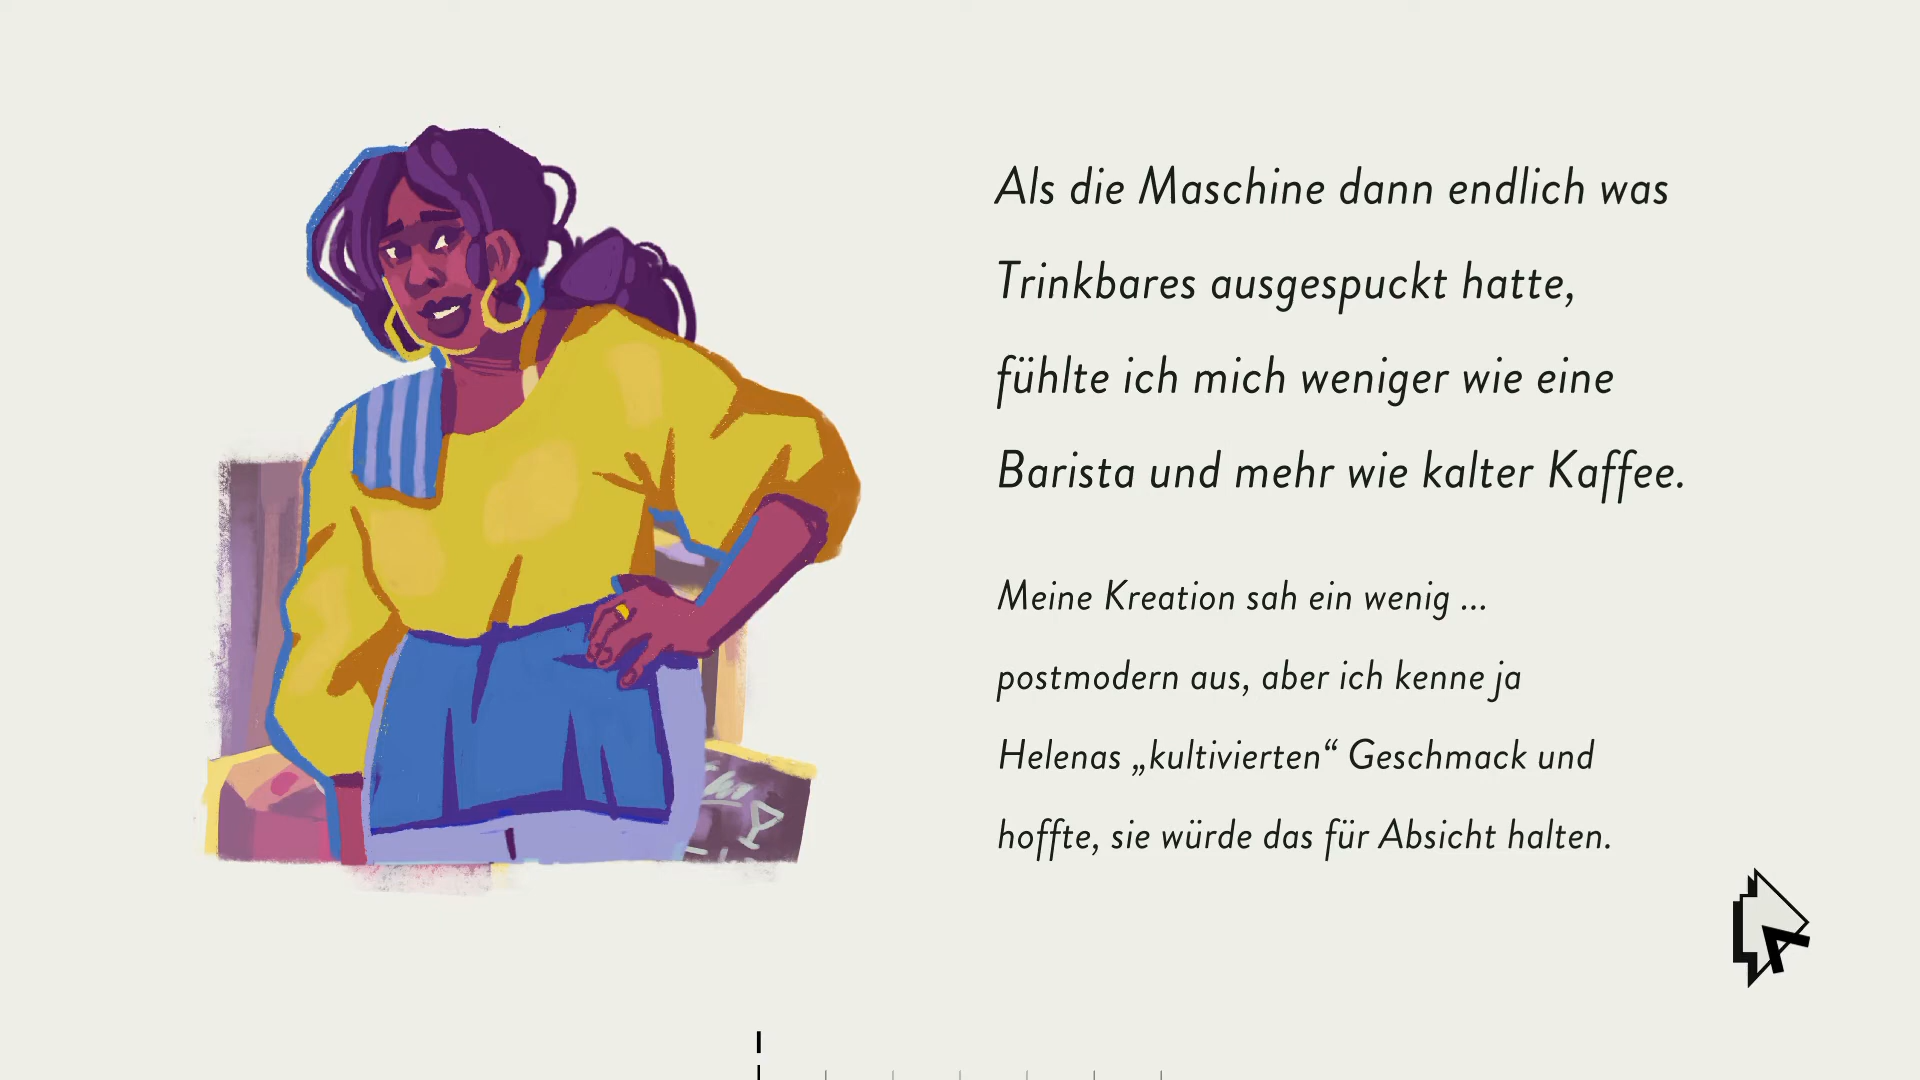 Als die Maschine dann endlich was
Trinkbares ausgespuckt hatte,
fühlte ich mich weniger wie eine
Barista und mehr wie kalter Kaffee.
Meine Kreation sah ein wenig ...
postmodern aus, aber ich kenne ja
Helenas „kultivierten“ Geschmack und
hoffte, sie würde das für Absicht halten.